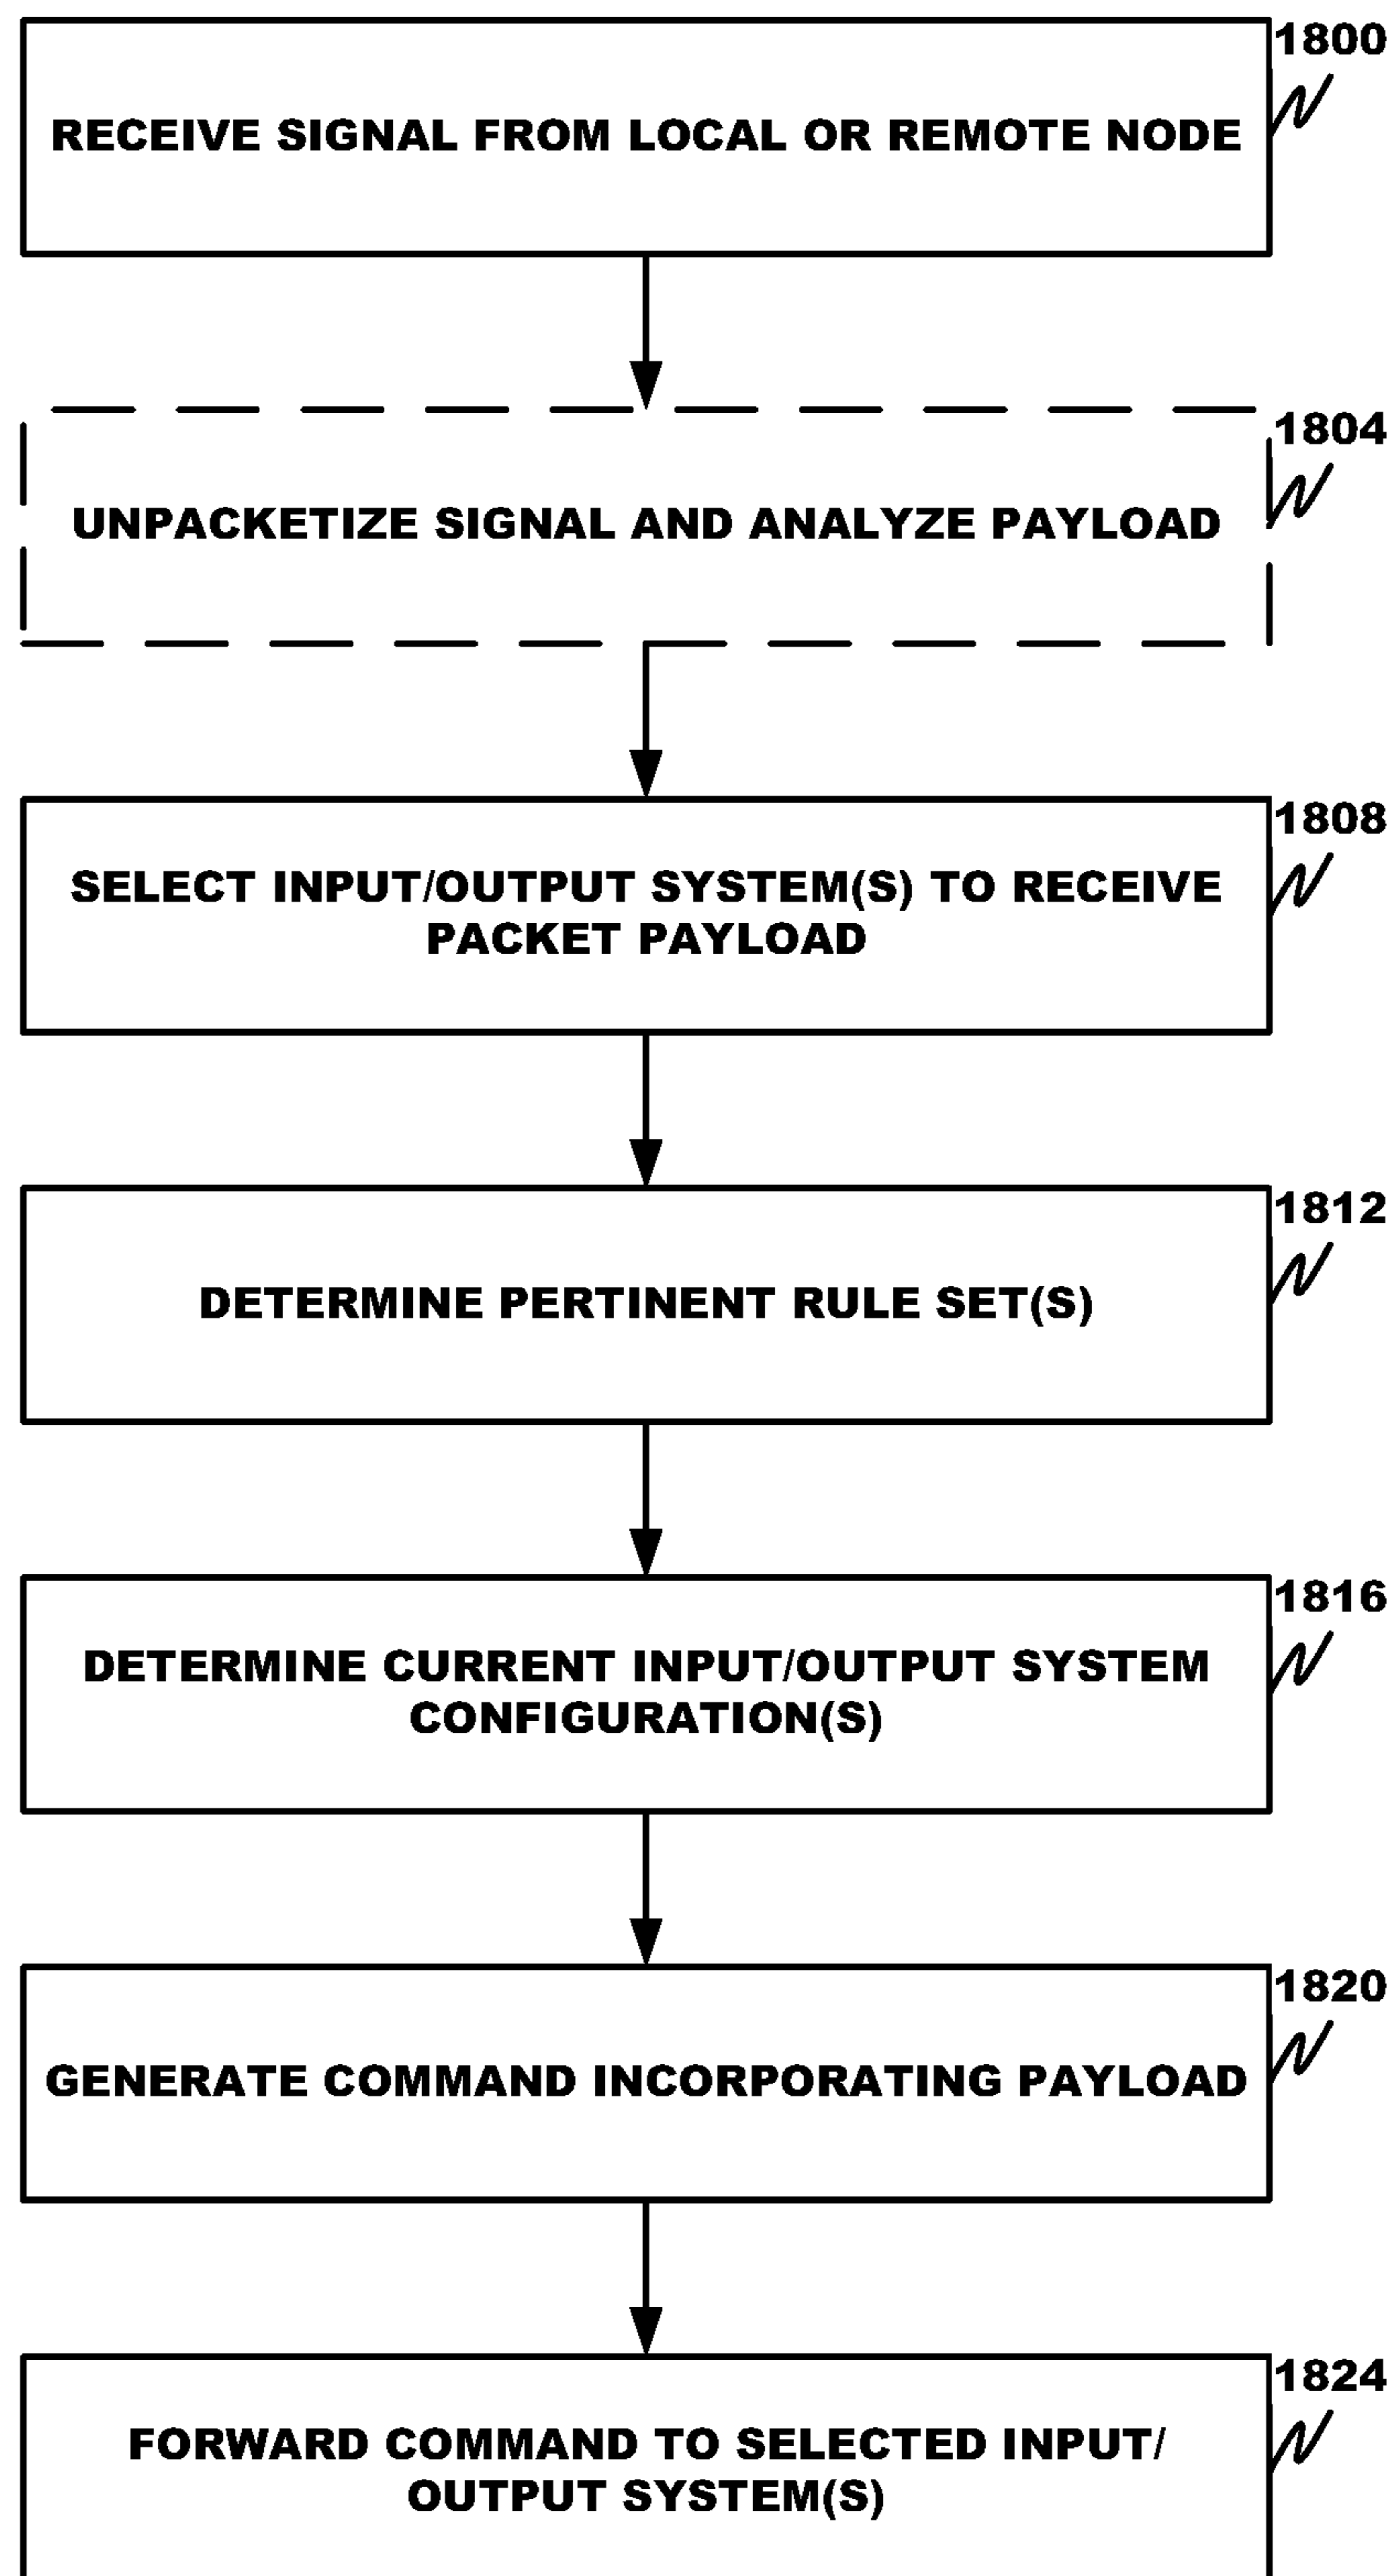 1800
RECEIVE SIGNAL FROM LOCAL OR REMOTE NODE
1804
UNPACKETIZE SIGNAL AND ANALYZE PAYLOAD
1808
SELECT INPUT/OUTPUT SYSTEM(S) TO RECEIVE
PACKET PAYLOAD
1812
DETERMINE PERTINENT RULE SET(S)
1816
DETERMINE CURRENT INPUT/OUTPUT SYSTEM
CONFIGURATION(S)
1820
GENERATE COMMAND INCORPORATING PAYLOAD
1824
FORWARD COMMAND TO SELECTED INPUT/
OUTPUT SYSTEM(S)